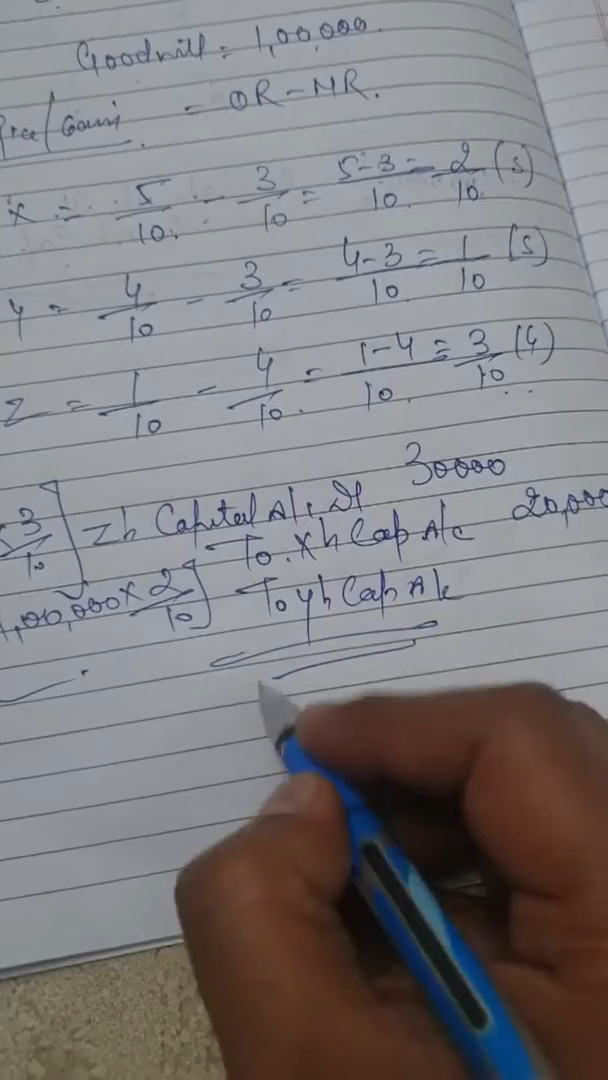 Goodwill = 1,00,000.
= OR - NR.
x = 5/10 - 3/10 = 5-3/10 = 2/10 (S)
y = 4/10 - 3/10 = 4-3/10 = 1/10 (S)
z = 1/10 - 4/10 = 1-4/10 = 3/10 (G)
× 3/10] Z's Capital A/c Dr 30000
To. X's Cap A/c 20,000
1,00,000 × 2/10] To Y's Cap A/c